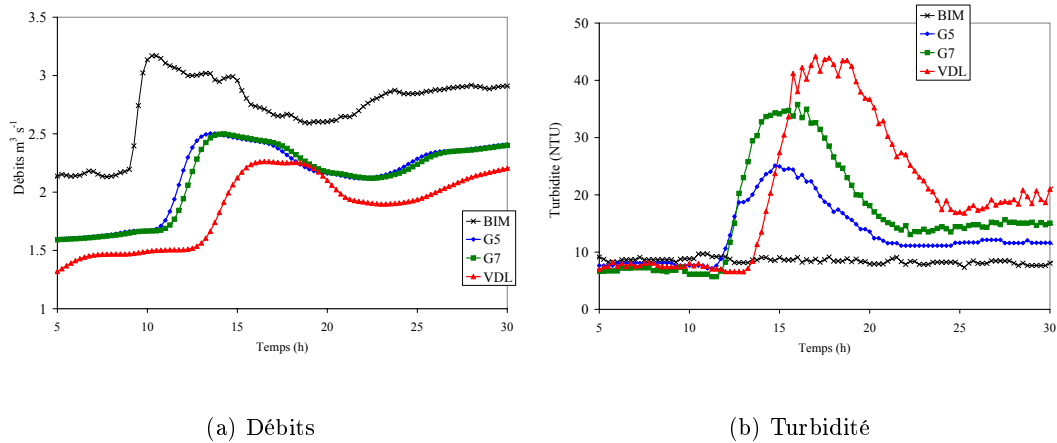 3.5
3
2.5
2
1.5
1
Débits m³ s⁻¹
5 10 15 20 25 30
Temps (h)
BIM
G5
G7
VDL
(a) Débits
50
40
30
20
10
0
Turbidite (NTU)
5 10 15 20 25 30
Temps (h)
BIM
G5
G7
VDL
(b) Turbidité